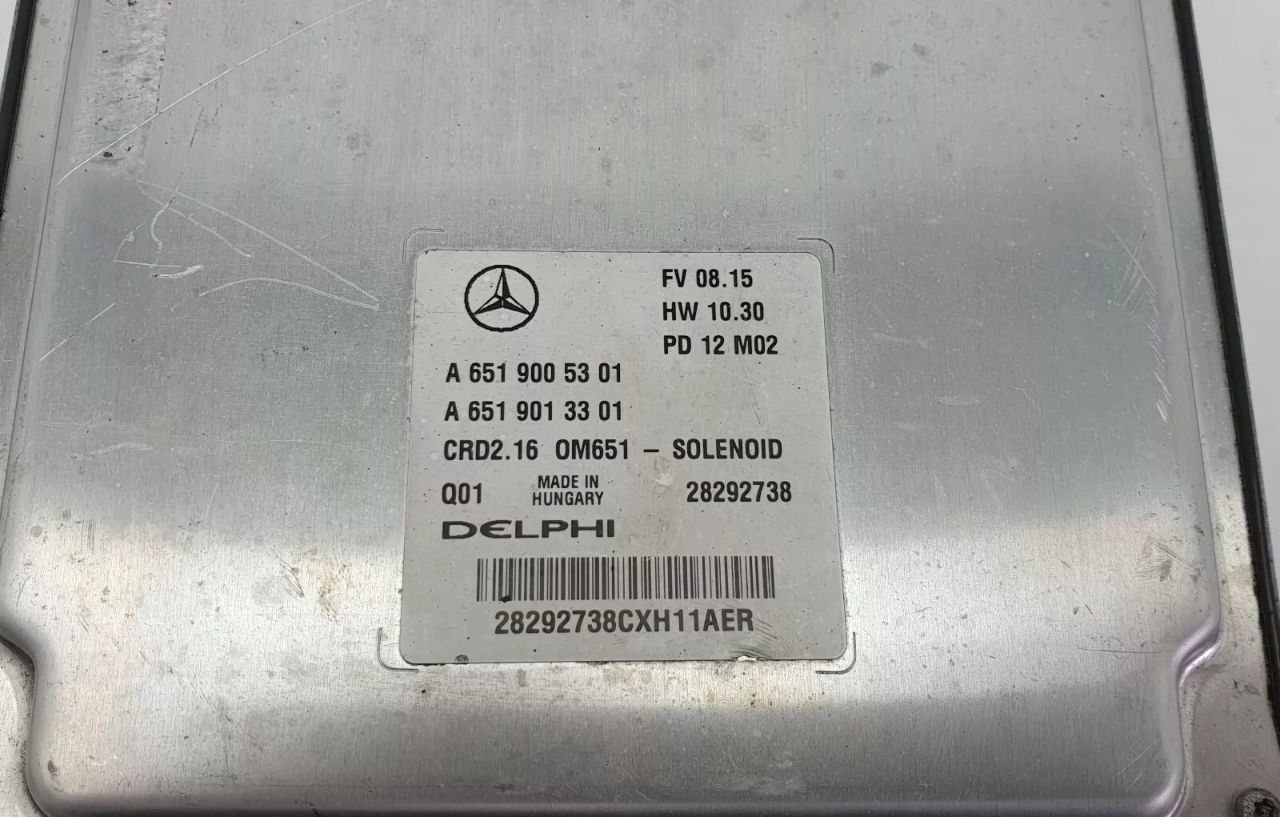 FV 08.15
HW 10.30
PD 12 M02
A 651 900 53 01
A 651 901 33 01
CRD2.16 OM651 – SOLENOID
Q01 MADE IN HUNGARY 28292738
DELPHI
28292738CXH11AER